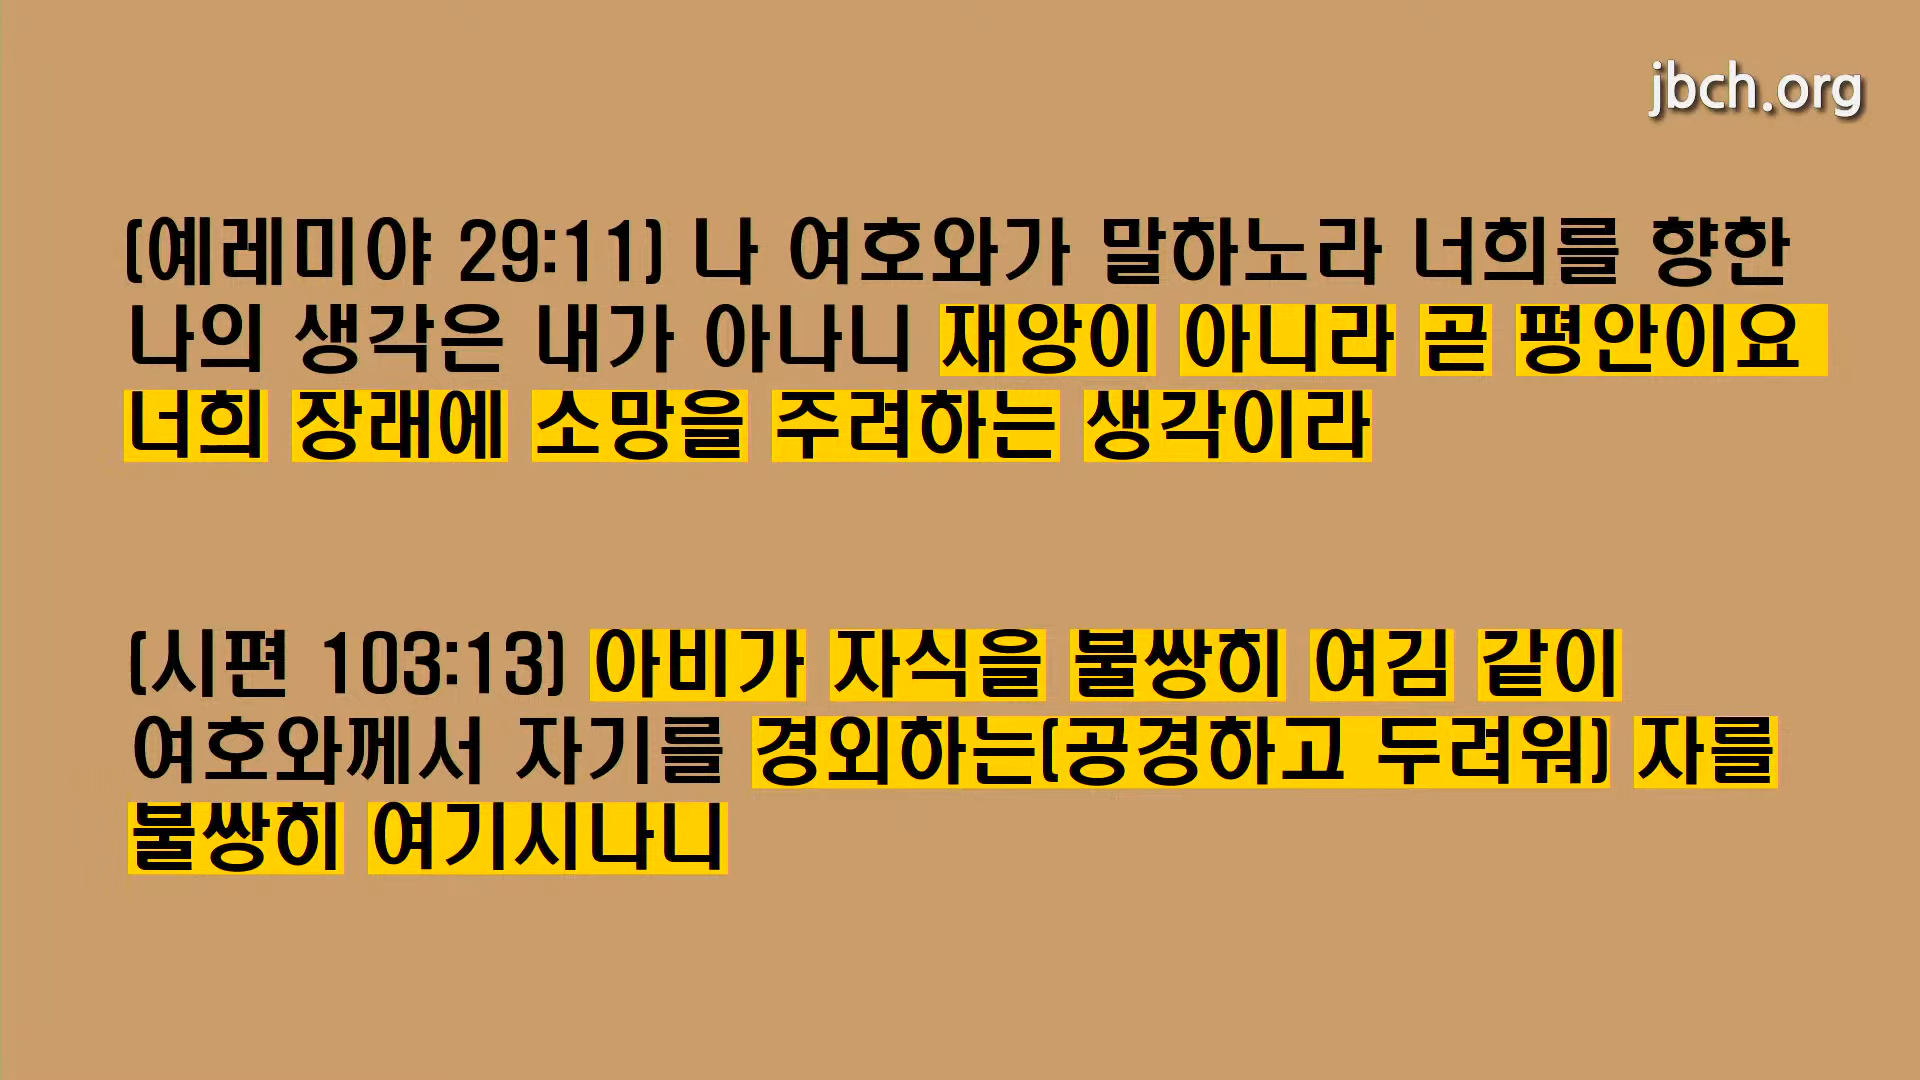 jbch.org
(예레미야 29:11) 나 여호와가 말하노라 너희를 향한
나의 생각은 내가 아나니 재앙이 아니라 곧 평안이요
너희 장래에 소망을 주려하는 생각이라
(시편 103:13) 아비가 자식을 불쌍히 여김 같이
여호와께서 자기를 경외하는(공경하고 두려워) 자를
불쌍히 여기시나니